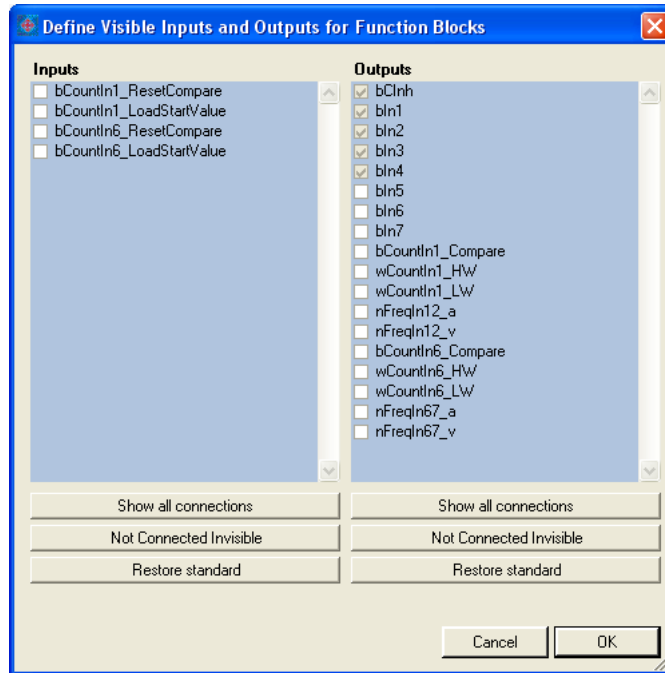 Define Visible Inputs and Outputs for Function Blocks
Inputs
bCountIn1_ResetCompare
bCountIn1_LoadStartValue
bCountIn6_ResetCompare
bCountIn6_LoadStartValue
Show all connections
Not Connected Invisible
Restore standard
Outputs
bCInh
bIn1
bIn2
bIn3
bIn4
bIn5
bIn6
bIn7
bCountIn1_Compare
wCountIn1_HW
wCountIn1_LW
nFreqIn12_a
nFreqIn12_v
bCountIn6_Compare
wCountIn6_HW
wCountIn6_LW
nFreqIn67_a
nFreqIn67_v
Show all connections
Not Connected Invisible
Restore standard
Cancel
OK